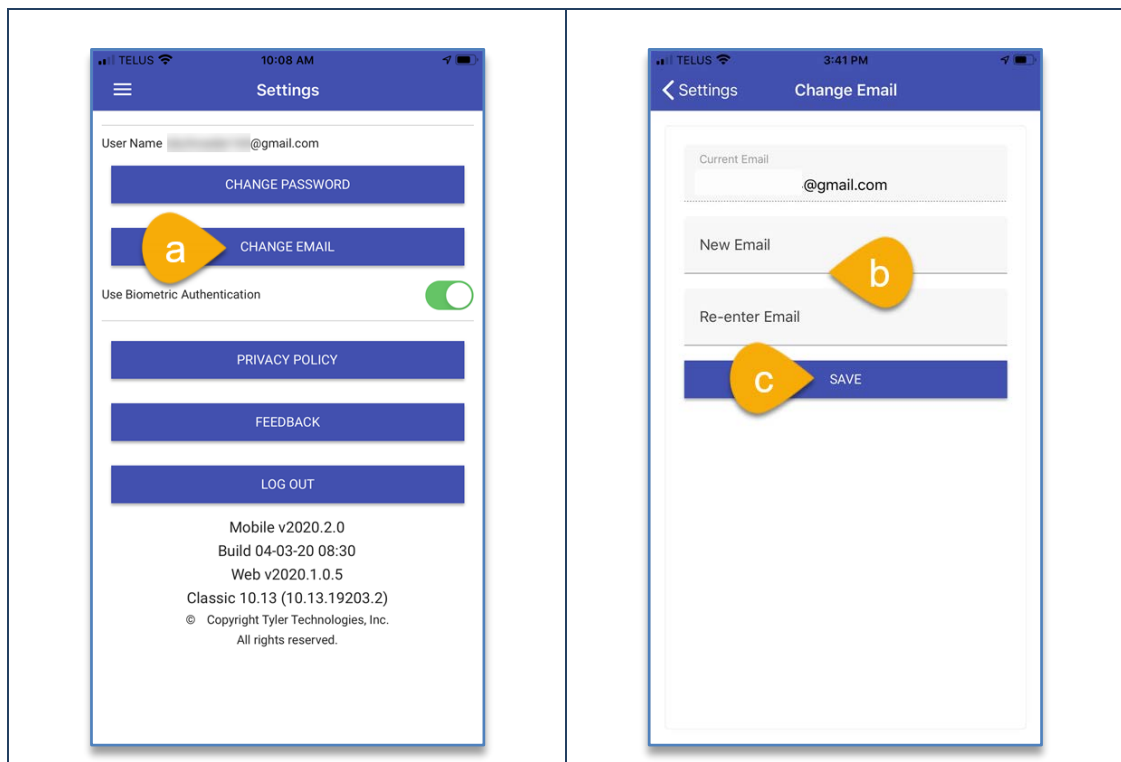 TELUS 10:08 AM
Settings
User Name @gmail.com
CHANGE PASSWORD
a
CHANGE EMAIL
Use Biometric Authentication
PRIVACY POLICY
FEEDBACK
LOG OUT
Mobile v2020.2.0
Build 04-03-20 08:30
Web v2020.1.0.5
Classic 10.13 (10.13.19203.2)
© Copyright Tyler Technologies, Inc.
All rights reserved.
TELUS 3:41 PM
Settings Change Email
Current Email
@gmail.com
New Email
b
Re-enter Email
c
SAVE